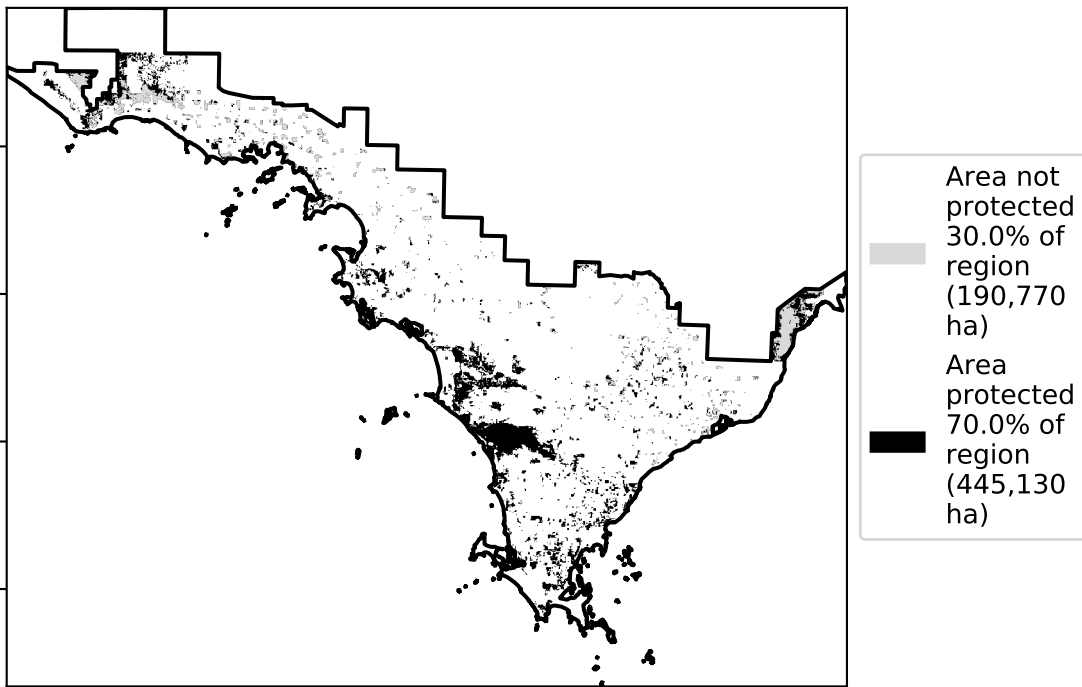 Area not
protected
30.0% of
region
(190,770
ha)
Area
protected
70.0% of
region
(445,130
ha)